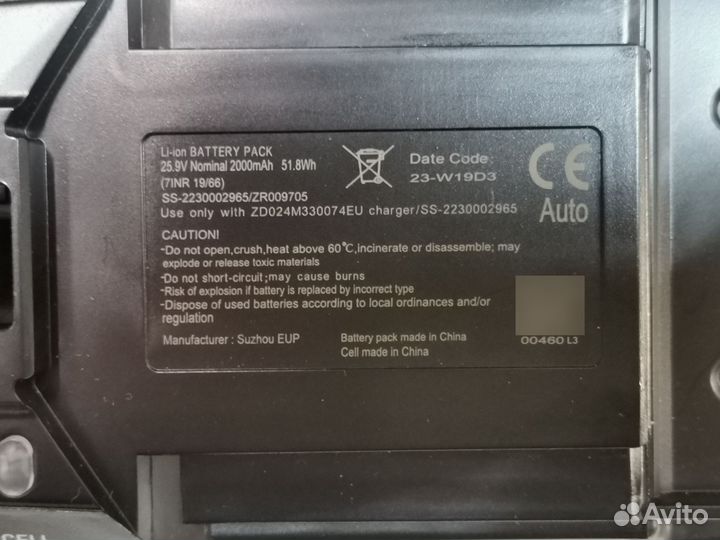 Li-ion BATTERY PACK
25.9V Nominal 2000mAh 51.8Wh
(7INR 19/66)
SS-2230002965/ZR009705
Use only with ZD024M330074EU charger/SS-2230002965
Date Code:
23-W19D3
CE
Auto
CAUTION!
-Do not open,crush,heat above 60℃,incinerate or disassemble; may
explode or release toxic materials
-Do not short-circuit ;may cause burns
-Risk of explosion if battery is replaced by incorrect type
-Dispose of used batteries according to local ordinances and/or
regulation
Manufacturer : Suzhou EUP
Battery pack made in China
Cell made in China
00460 L3
CELL
Avito